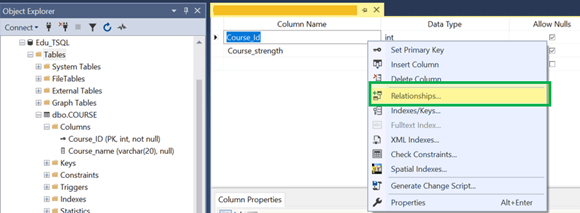 Object Explorer
Connect
Edu_TSQL
Tables
System Tables
FileTables
External Tables
Graph Tables
dbo.COURSE
Columns
Course_ID (PK, int, not null)
Course_name (varchar(20), null)
Keys
Constraints
Triggers
Indexes
Statistics
Column Name
Data Type
Allow Nulls
Course_Id
int
Course_strength
Set Primary Key
Insert Column
Delete Column
Relationships...
Indexes/Keys...
Fulltext Index...
XML Indexes...
Check Constraints...
Spatial Indexes...
Generate Change Script...
Properties
Alt+Enter
Column Properties